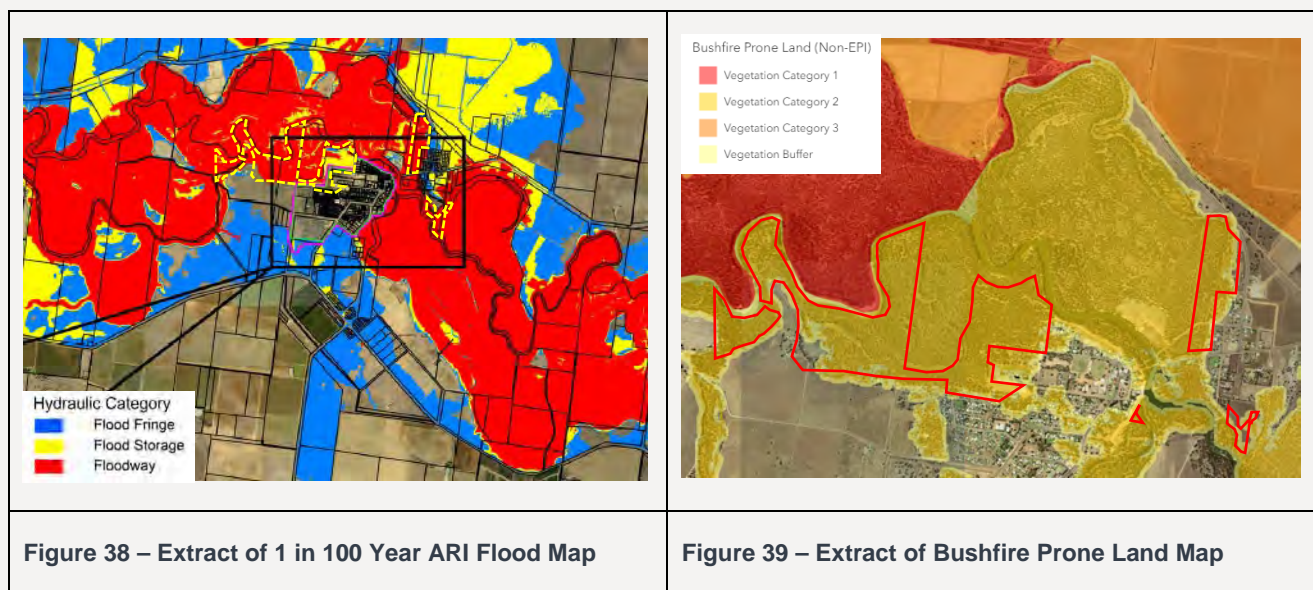 Hydraulic Category
Flood Fringe
Flood Storage
Floodway
Bushfire Prone Land (Non-EPI)
Vegetation Category 1
Vegetation Category 2
Vegetation Category 3
Vegetation Buffer
Figure 38 – Extract of 1 in 100 Year ARI Flood Map
Figure 39 – Extract of Bushfire Prone Land Map